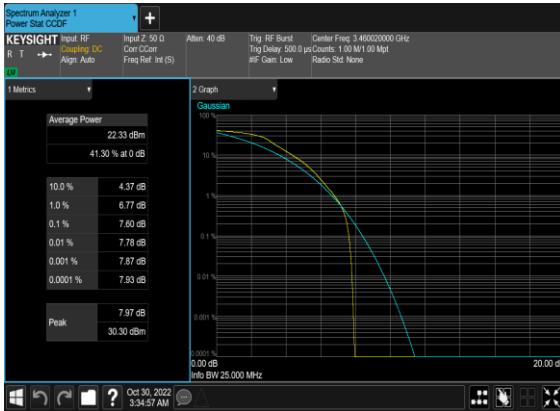 Spectrum Analyzer 1
Power Stat CCDF
KEYSIGHT
R T
Input: RF
Coupling: DC
Align: Auto
Input Z: 50 Ω
Corr CCorr
Freq Ref: Int (S)
Atten: 40 dB
Trig: RF Burst
Trig Delay: 500.0 µs
#IF Gain: Low
Center Freq: 3.460020000 GHz
Counts: 1.00 M/1.00 Mpt
Radio Std: None
1 Metrics
Average Power
22.33 dBm
41.30 % at 0 dB
10.0 % 4.37 dB
1.0 % 6.77 dB
0.1 % 7.60 dB
0.01 % 7.78 dB
0.001 % 7.87 dB
0.0001 % 7.93 dB
Peak
7.97 dB
30.30 dBm
2 Graph
Gaussian
100 %
10 %
1 %
0.1 %
0.01 %
0.001 %
0.0001 %
0.00 dB
20.00 d
Info BW 25.000 MHz
?
Oct 30, 2022
3:34:57 AM